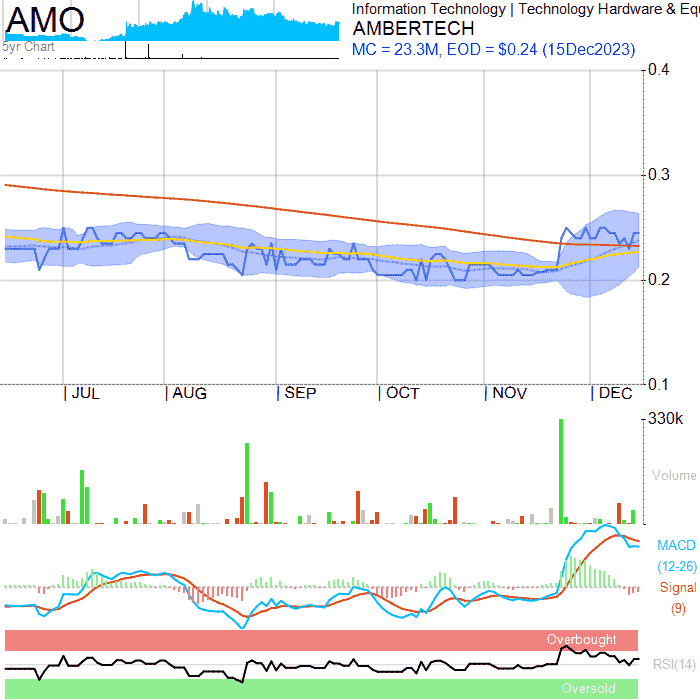 AMO
5yr Chart
Information Technology | Technology Hardware & Equ
AMBERTECH
MC = 23.3M, EOD = $0.24 (15Dec2023)
0.4
0.3
0.2
0.1
| JUL | AUG | SEP | OCT | NOV | DEC
330k
Volume
MACD
(12-26)
Signal
(9)
Overbought
RSI(14)
Oversold